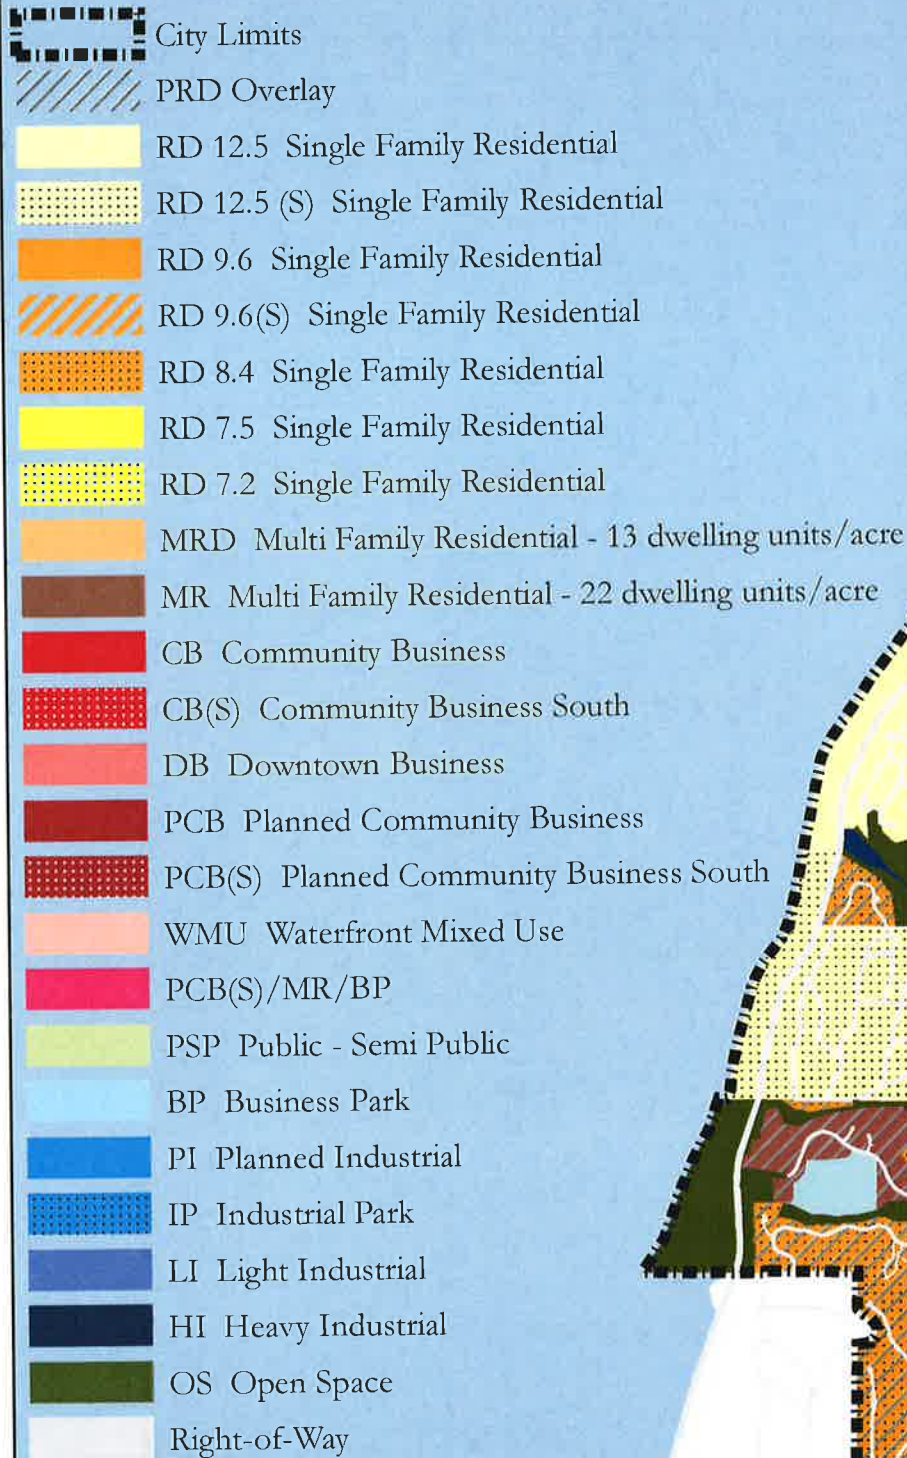 City Limits
PRD Overlay
RD 12.5 Single Family Residential
RD 12.5 (S) Single Family Residential
RD 9.6 Single Family Residential
RD 9.6(S) Single Family Residential
RD 8.4 Single Family Residential
RD 7.5 Single Family Residential
RD 7.2 Single Family Residential
MRD Multi Family Residential - 13 dwelling units/acre
MR Multi Family Residential - 22 dwelling units/acre
CB Community Business
CB(S) Community Business South
DB Downtown Business
PCB Planned Community Business
PCB(S) Planned Community Business South
WMU Waterfront Mixed Use
PCB(S)/MR/BP
PSP Public - Semi Public
BP Business Park
PI Planned Industrial
IP Industrial Park
LI Light Industrial
HI Heavy Industrial
OS Open Space
Right-of-Way